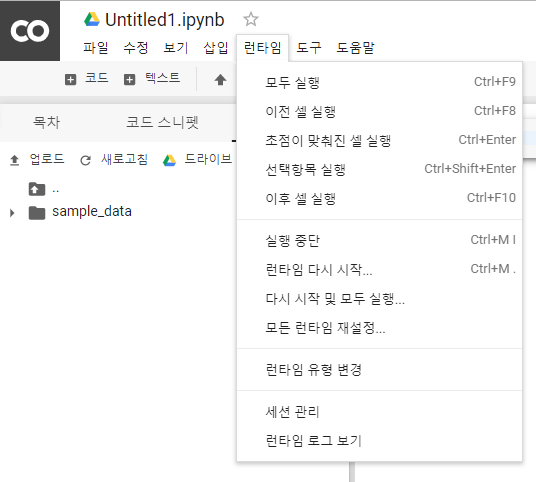 CO Untitled1.ipynb
파일 수정 보기 삽입 런타임 도구 도움말
코드 텍스트
목차 코드 스니펫
업로드 새로고침 드라이브
..
sample_data
모두 실행 Ctrl+F9
이전 셀 실행 Ctrl+F8
초점이 맞춰진 셀 실행 Ctrl+Enter
선택항목 실행 Ctrl+Shift+Enter
이후 셀 실행 Ctrl+F10
실행 중단 Ctrl+M I
런타임 다시 시작... Ctrl+M .
다시 시작 및 모두 실행...
모든 런타임 재설정...
런타임 유형 변경
세션 관리
런타임 로그 보기